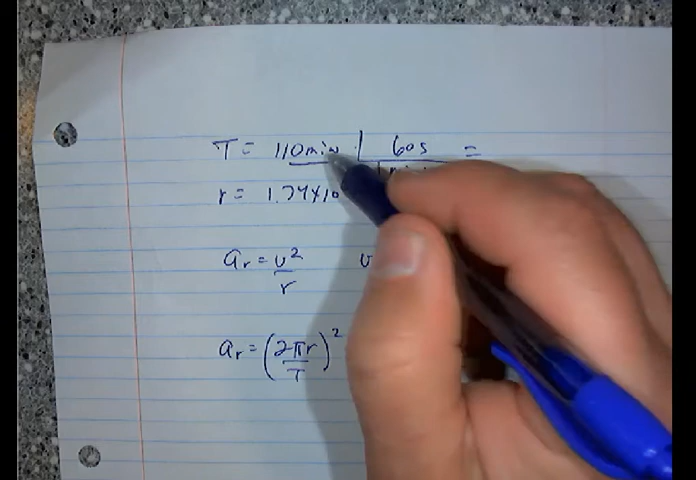 T = 110min | 60s =
r = 1.74x10
ar = v²/r v
ar = (2πr/T)²